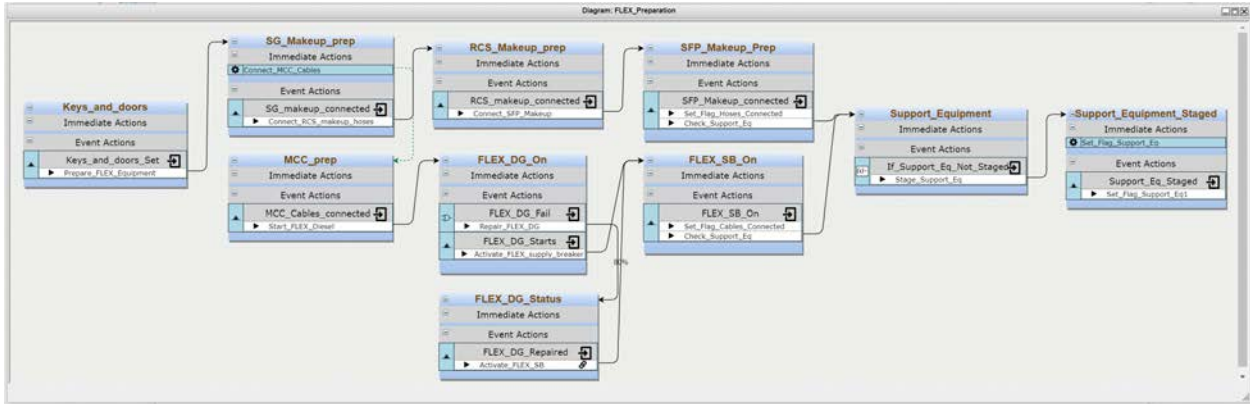 Diagram: FLEX_Preparation
Keys_and_doors
Immediate Actions
Event Actions
Keys_and_doors_Set
Prepare_FLEX_Equipment
SG_Makeup_prep
Immediate Actions
Connect_MCC_Cables
Event Actions
SG_makeup_connected
Connect_RCS_makeup_hoses
RCS_Makeup_prep
Immediate Actions
Event Actions
RCS_makeup_connected
Connect_SFP_Makeup
SFP_Makeup_Prep
Immediate Actions
Event Actions
SFP_Makeup_connected
Set_Flag_Hoses_Connected
Check_Support_Eq
MCC_prep
Immediate Actions
Event Actions
MCC_Cables_connected
Start_FLEX_Diesel
FLEX_DG_On
Immediate Actions
Event Actions
FLEX_DG_Fail
Repair_FLEX_DG
FLEX_DG_Starts
Activate_FLEX_supply_breaker
80%
FLEX_SB_On
Immediate Actions
Event Actions
FLEX_SB_On
Set_Flag_Cables_Connected
Check_Support_Eq
FLEX_DG_Status
Immediate Actions
Event Actions
FLEX_DG_Repaired
Activate_FLEX_SB
Support_Equipment
Immediate Actions
Event Actions
If_Support_Eq_Not_Staged
Stage_Support_Eq
Support_Equipment_Staged
Immediate Actions
Set_Flag_Support_Eq
Event Actions
Support_Eq_Staged
Set_Flag_Support_Eq1